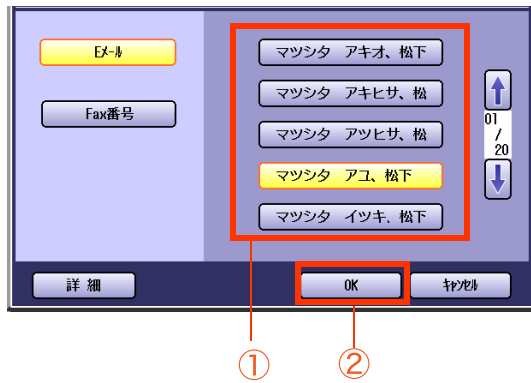 Eメール
Fax番号
マツシタ　アキオ、松下
マツシタ　アキヒサ、松
マツシタ　アツヒサ、松
マツシタ　アユ、松下
マツシタ　イツキ、松下
01
/
20
詳 細
OK
キャンセル
①
②